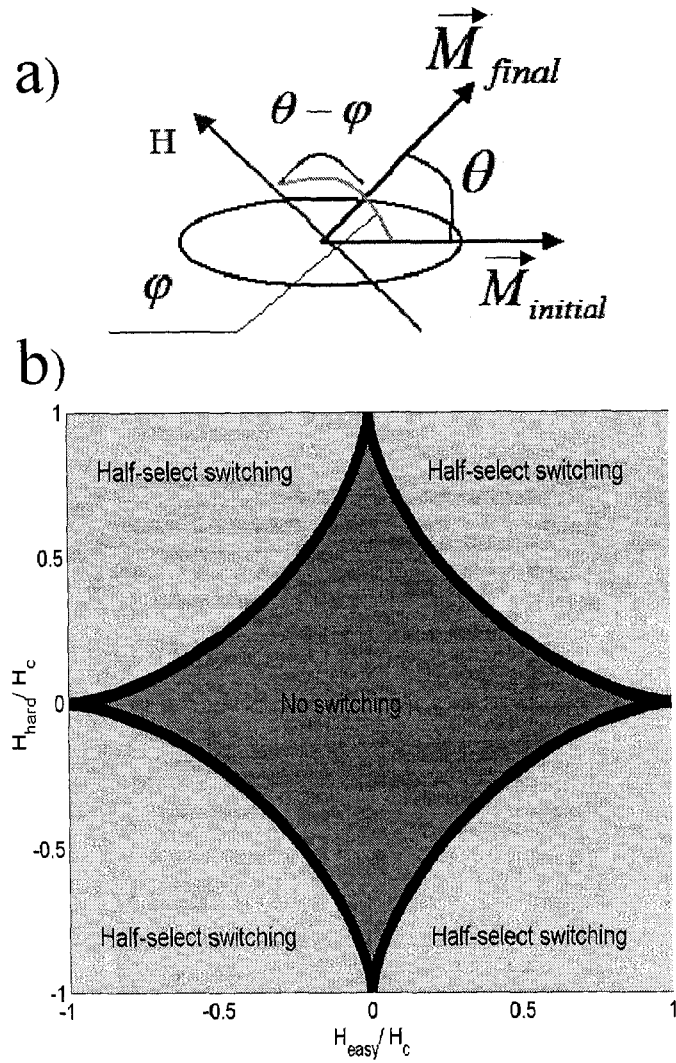 a)
M final
H
θ − φ
θ
φ
M initial
b)
1
Half-select switching
Half-select switching
0.5
H hard / H c
0
No switching
-0.5
Half-select switching
Half-select switching
-1
-1
-0.5
0
0.5
1
H easy / H c